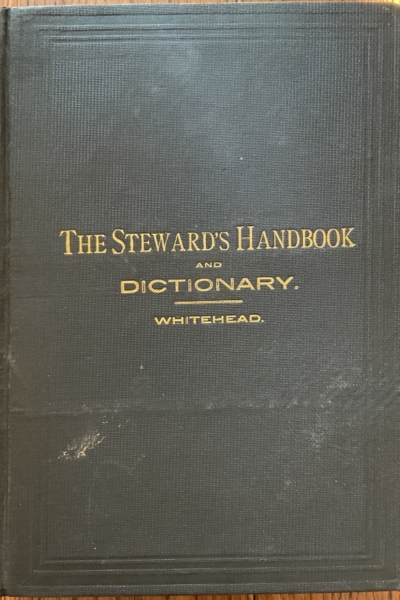 THE STEWARD'S HANDBOOK
AND
DICTIONARY.
WHITEHEAD.